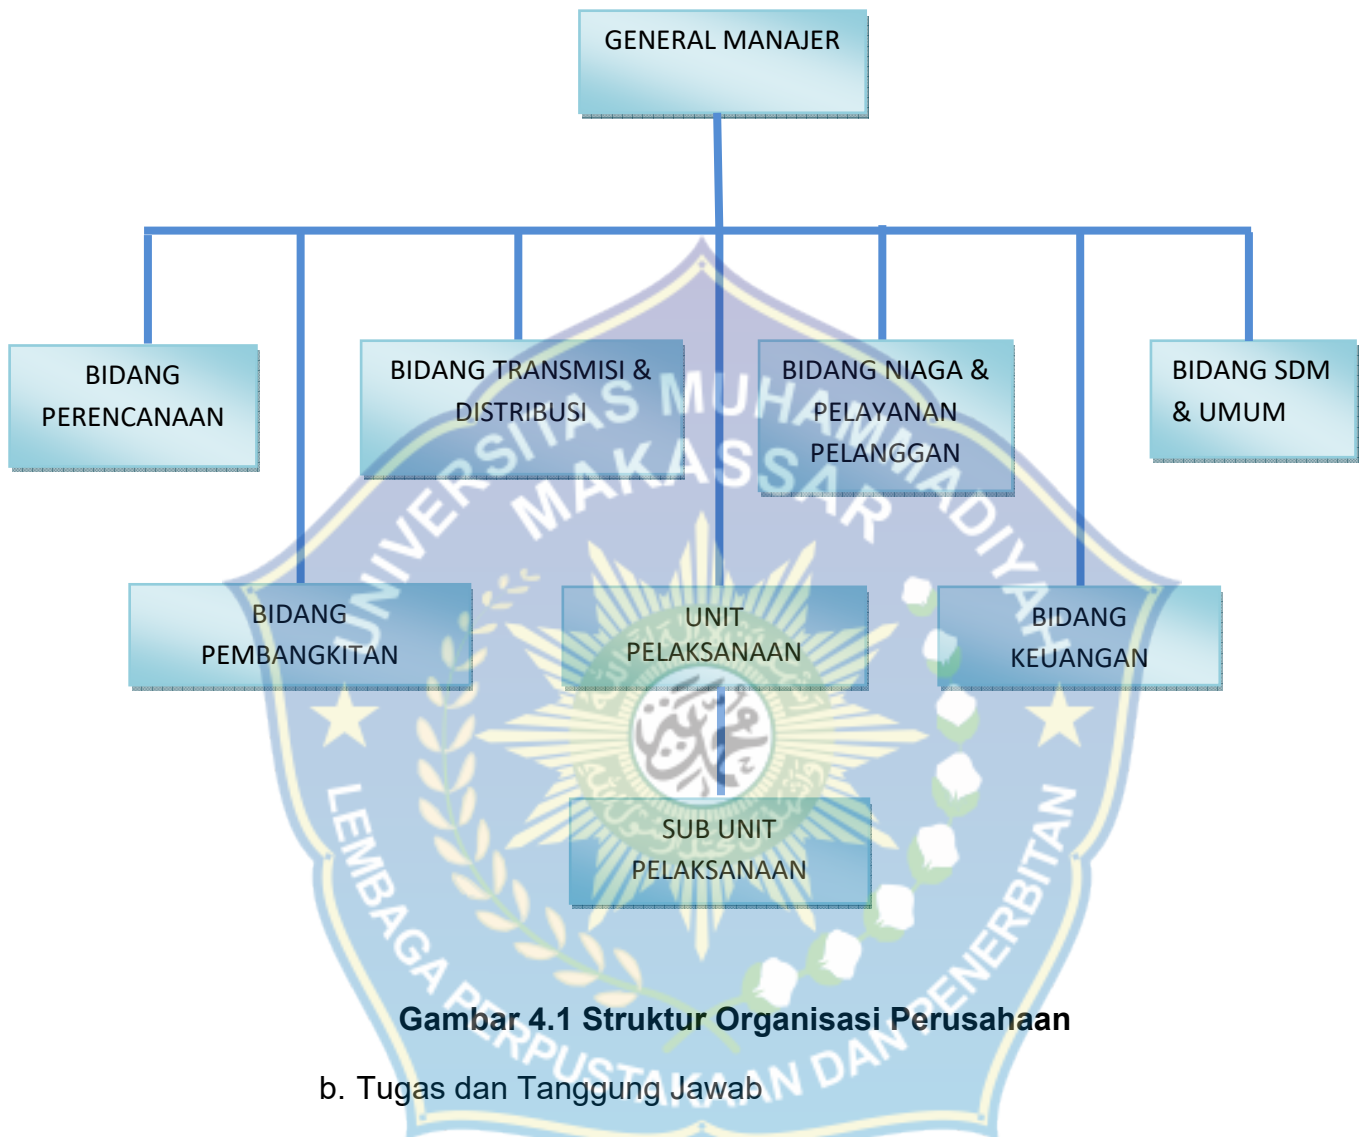 GENERAL MANAJER
BIDANG
PERENCANAAN
BIDANG TRANSMISI &
DISTRIBUSI
BIDANG NIAGA &
PELAYANAN
PELANGGAN
BIDANG SDM
& UMUM
BIDANG
PEMBANGKITAN
UNIT
PELAKSANAAN
BIDANG
KEUANGAN
SUB UNIT
PELAKSANAAN
UNIVERSITAS MUHAMMADIYAH
MAKASSAR
LEMBAGA PERPUSTAKAAN DAN PENERBITAN
Gambar 4.1 Struktur Organisasi Perusahaan
b. Tugas dan Tanggung Jawab